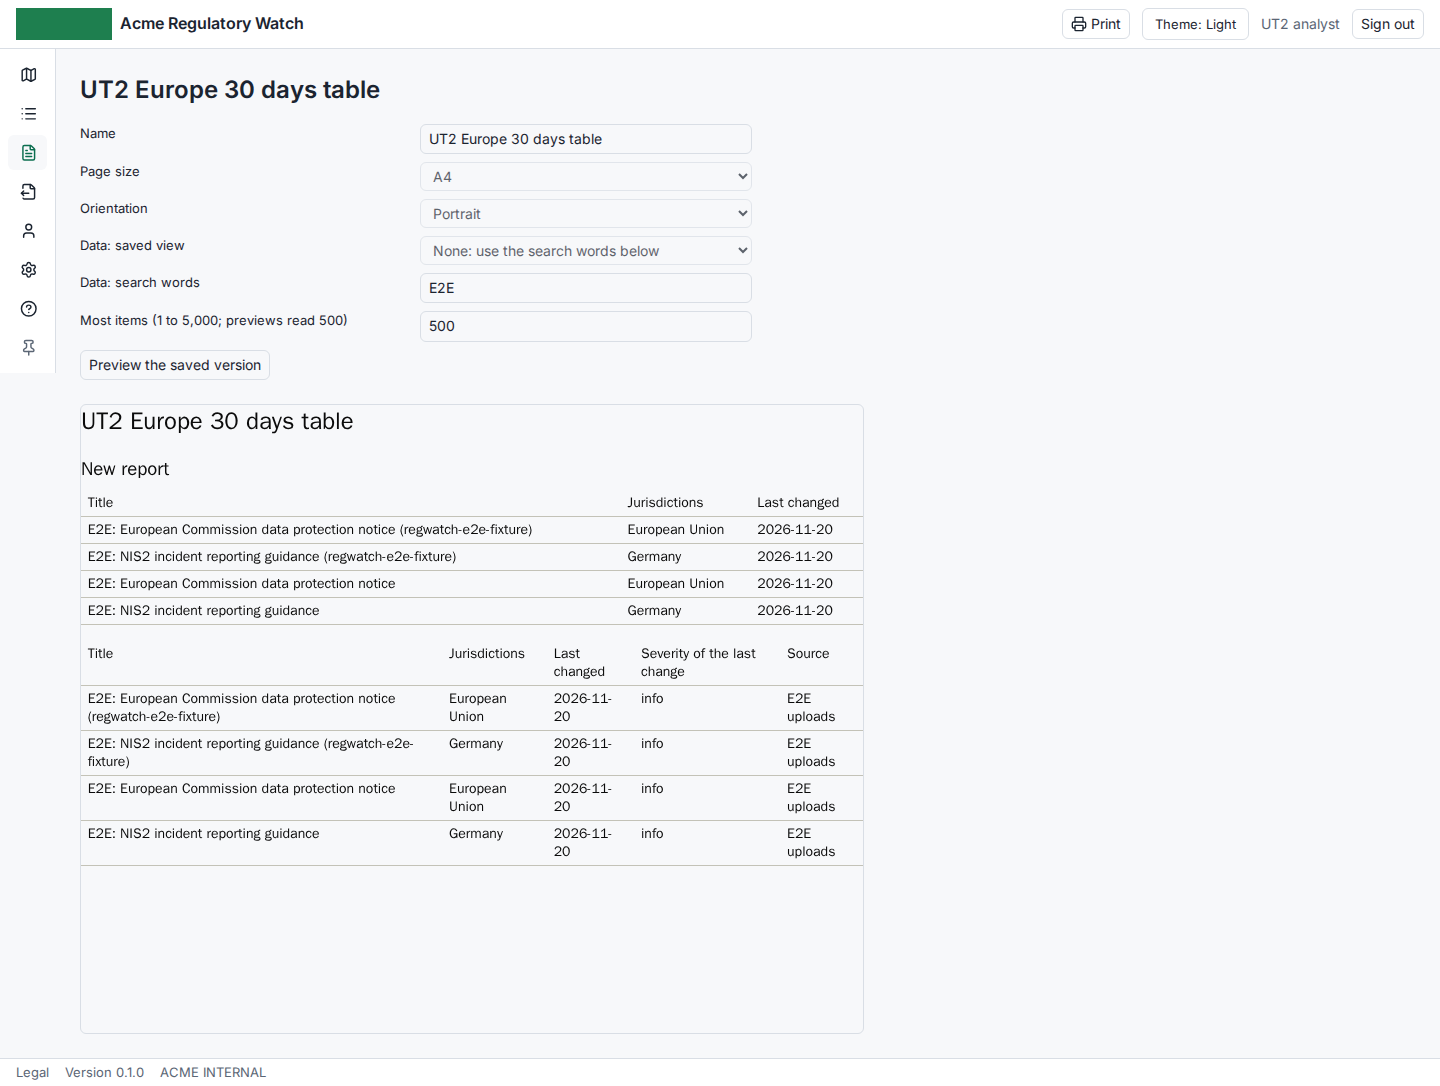 Acme Regulatory Watch
Print
Theme: Light
UT2 analyst
Sign out
UT2 Europe 30 days table
Name
UT2 Europe 30 days table
Page size
A4
Orientation
Portrait
Data: saved view
None: use the search words below
Data: search words
E2E
Most items (1 to 5,000; previews read 500)
500
Preview the saved version
UT2 Europe 30 days table
New report
Title Jurisdictions Last changed
E2E: European Commission data protection notice (regwatch-e2e-fixture) European Union 2026-11-20
E2E: NIS2 incident reporting guidance (regwatch-e2e-fixture) Germany 2026-11-20
E2E: European Commission data protection notice European Union 2026-11-20
E2E: NIS2 incident reporting guidance Germany 2026-11-20
Title Jurisdictions Last Severity of the last Source
changed change
E2E: European Commission data protection notice European 2026-11- info E2E
(regwatch-e2e-fixture) Union 20 uploads
E2E: NIS2 incident reporting guidance (regwatch-e2e- Germany 2026-11- info E2E
fixture) 20 uploads
E2E: European Commission data protection notice European 2026-11- info E2E
Union 20 uploads
E2E: NIS2 incident reporting guidance Germany 2026-11- info E2E
20 uploads
Legal Version 0.1.0 ACME INTERNAL